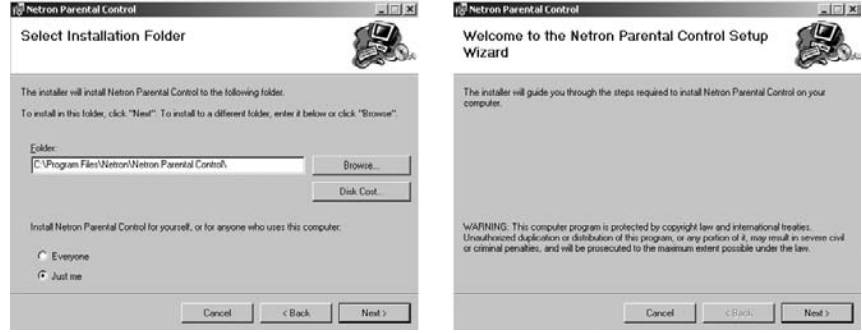 Netron Parental Control
Select Installation Folder
The installer will install Netron Parental Control to the following folder.
To install in this folder, click "Next". To install to a different folder, enter it below or click "Browse".
Folder:
C:\Program Files\Netron\Netron Parental Control\
Browse...
Disk Cost...
Install Netron Parental Control for yourself, or for anyone who uses this computer:
Everyone
Just me
Cancel
< Back
Next >
Netron Parental Control
Welcome to the Netron Parental Control Setup
Wizard
The installer will guide you through the steps required to install Netron Parental Control on your
computer.
WARNING: This computer program is protected by copyright law and international treaties.
Unauthorized duplication or distribution of this program, or any portion of it, may result in severe civil
or criminal penalties, and will be prosecuted to the maximum extent possible under the law.
Cancel
< Back
Next >